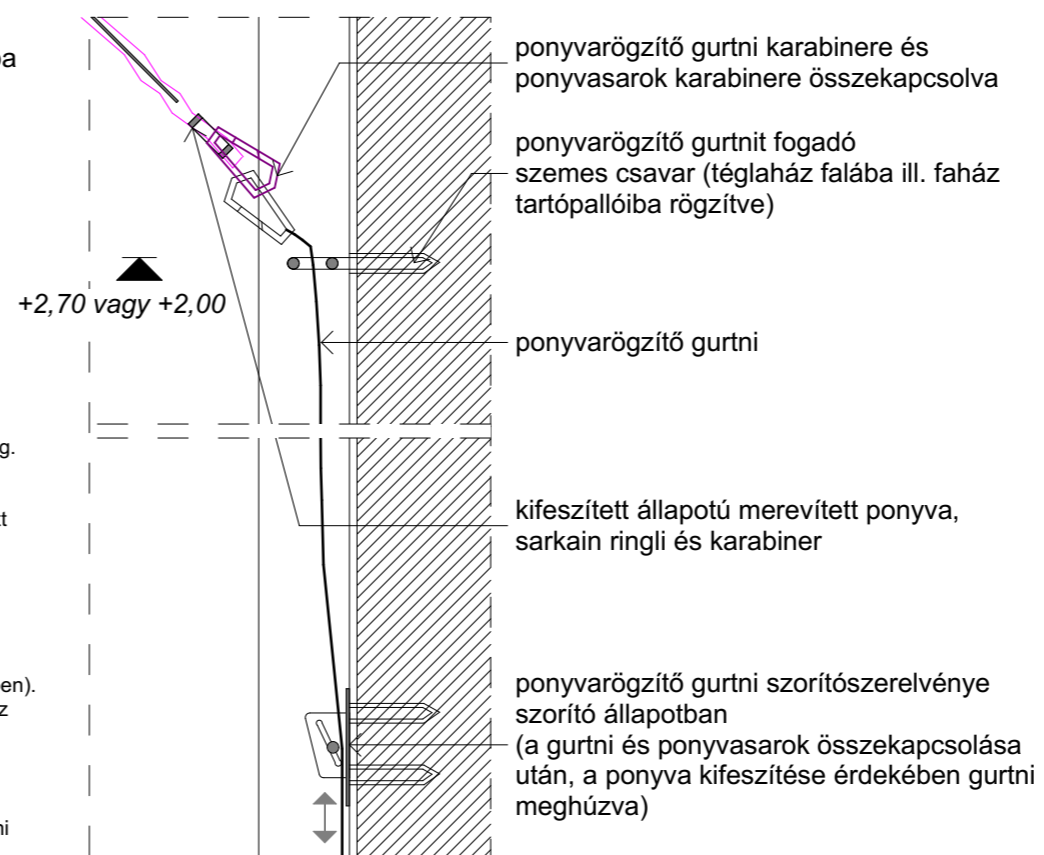 ponyvarögzítő gurtni karabinere és
ponyvasarok karabinere összekapcsolva
ponyvarögzítő gurtnit fogadó
szemes csavar (téglaház falába ill. faház
tartópallóiba rögzítve)
+2,70 vagy +2,00
ponyvarögzítő gurtni
g.
kifeszített állapotú merevített ponyva,
sarkain ringli és karabiner
en).
z
ponyvarögzítő gurtni szorítószerelvénye
szorító állapotban
(a gurtni és ponyvasarok összekapcsolása
után, a ponyva kifeszítése érdekében gurtni
meghúzva)